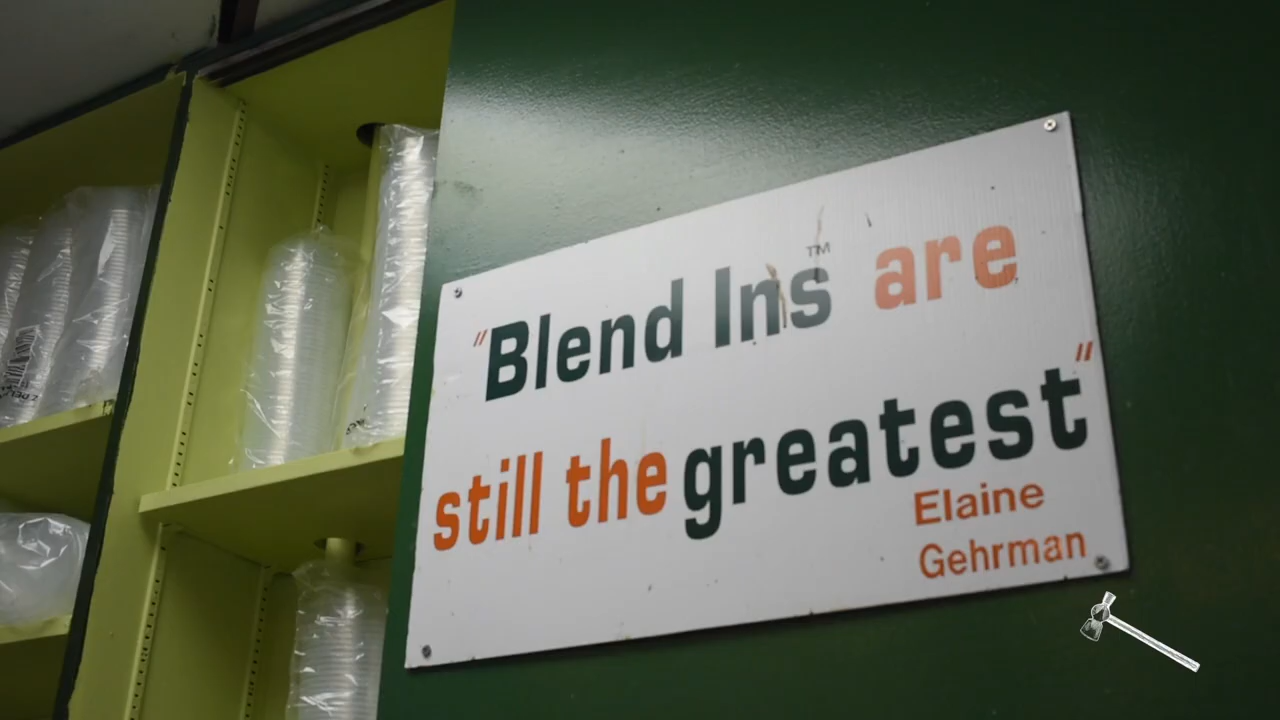 "Blend Ins™ are
still the greatest"
Elaine
Gehrman